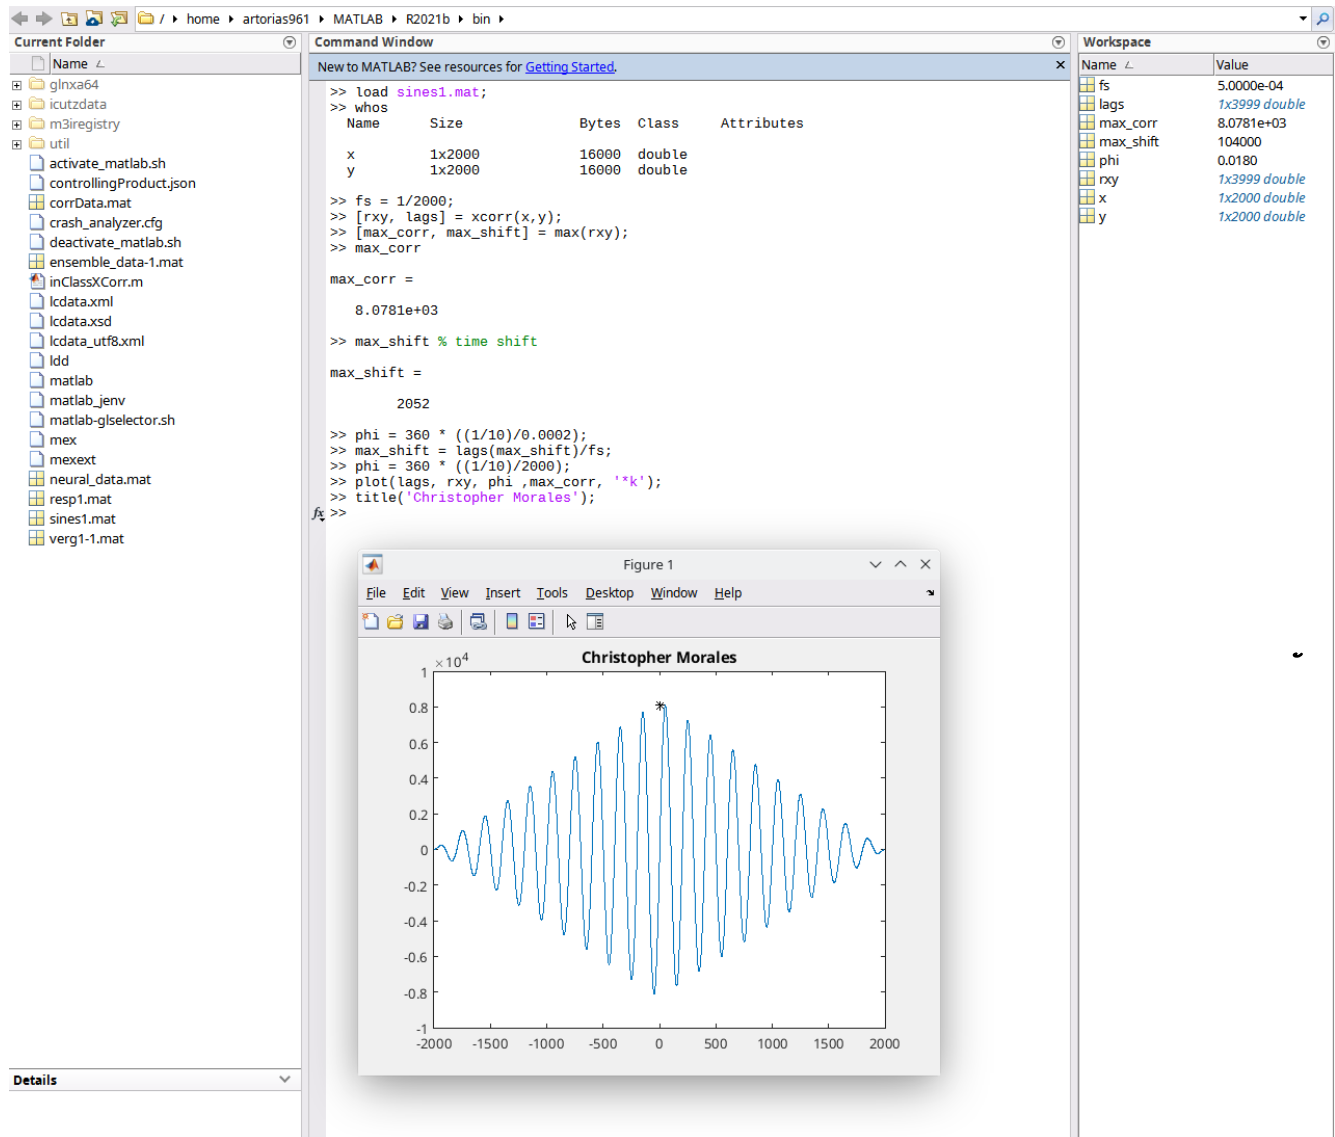 / home artorias961 MATLAB R2021b bin
Current Folder
Name
glnxa64
icutzdata
m3iregistry
util
activate_matlab.sh
controllingProduct.json
corrData.mat
crash_analyzer.cfg
deactivate_matlab.sh
ensemble_data-1.mat
inClassXCorr.m
lcdata.xml
lcdata.xsd
lcdata_utf8.xml
ldd
matlab
matlab_jenv
matlab-glselector.sh
mex
mexext
neural_data.mat
resp1.mat
sines1.mat
verg1-1.mat
Details
Command Window
New to MATLAB? See resources for Getting Started.
>> load sines1.mat;
>> whos
Name Size Bytes Class Attributes
x 1x2000 16000 double
y 1x2000 16000 double
>> fs = 1/2000;
>> [rxy, lags] = xcorr(x,y);
>> [max_corr, max_shift] = max(rxy);
>> max_corr
max_corr =
8.0781e+03
>> max_shift % time shift
max_shift =
2052
>> phi = 360 * ((1/10)/0.0002);
>> max_shift = lags(max_shift)/fs;
>> phi = 360 * ((1/10)/2000);
>> plot(lags, rxy, phi ,max_corr, '*k');
>> title('Christopher Morales');
fx >>
Figure 1
File Edit View Insert Tools Desktop Window Help
Christopher Morales
×10^4
1
0.8
0.6
0.4
0.2
0
-0.2
-0.4
-0.6
-0.8
-1
-2000 -1500 -1000 -500 0 500 1000 1500 2000
Workspace
Name Value
fs 5.0000e-04
lags 1x3999 double
max_corr 8.0781e+03
max_shift 104000
phi 0.0180
rxy 1x3999 double
x 1x2000 double
y 1x2000 double